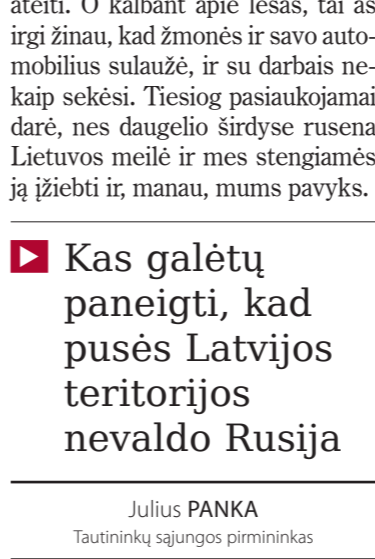 ateiti. O kalbant apie lėšas, tai aš
irgi žinau, kad žmonės ir savo auto-
mobilius sulaužė, ir su darbais ne-
kaip sekėsi. Tiesiog pasiaukojamai
darė, nes daugelio širdyse rusena
Lietuvos meilė ir mes stengiamės
ją įžiebti ir, manau, mums pavyks.
Kas galėtų
paneigti, kad
pusės Latvijos
teritorijos
nevaldo Rusija
Julius PANKA
Tautininkų sąjungos pirmininkas